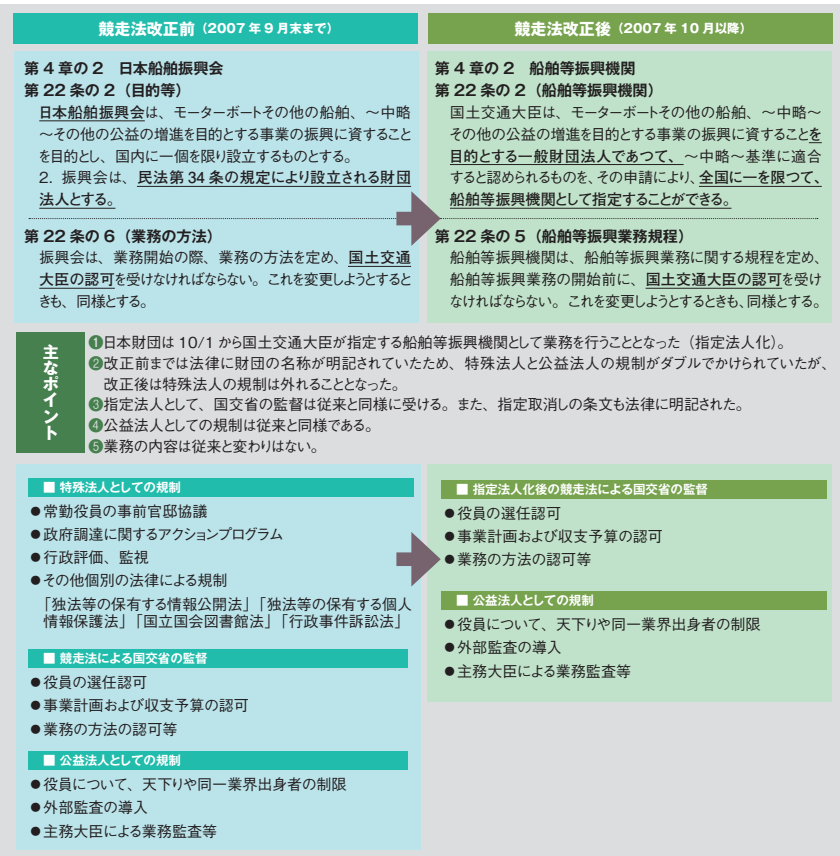 競走法改正前（2007年9月末まで）
第4章の2 日本船舶振興会
第22条の2（目的等）
日本船舶振興会は、モーターボートその他の船舶、〜中略
〜その他の公益の増進を目的とする事業の振興に資すること
を目的とし、国内に一個を限り設立するものとする。
2. 振興会は、民法第34条の規定により設立される財団
法人とする。
第22条の6（業務の方法）
振興会は、業務開始の際、業務の方法を定め、国土交通
大臣の認可を受けなければならない。これを変更しようとすると
きも、同様とする。
競走法改正後（2007年10月以降）
第4章の2 船舶等振興機関
第22条の2（船舶等振興機関）
国土交通大臣は、モーターボートその他の船舶、〜中略〜
その他の公益の増進を目的とする事業の振興に資することを
目的とする一般財団法人であつて、〜中略〜基準に適合
すると認められるものを、その申請により、全国に一を限つて、
船舶等振興機関として指定することができる。
第22条の5（船舶等振興業務規程）
船舶等振興機関は、船舶等振興業務に関する規程を定め、
船舶等振興業務の開始前に、国土交通大臣の認可を受け
なければならない。これを変更しようとするときも、同様とする。
主なポイント
❶日本財団は10/1から国土交通大臣が指定する船舶等振興機関として業務を行うこととなった（指定法人化）。
❷改正前までは法律に財団の名称が明記されていたため、特殊法人と公益法人の規制がダブルでかけられていたが、
改正後は特殊法人の規制は外れることとなった。
❸指定法人として、国交省の監督は従来と同様に受ける。また、指定取消しの条文も法律に明記された。
❹公益法人としての規制は従来と同様である。
❺業務の内容は従来と変わりはない。
■ 特殊法人としての規制
●常勤役員の事前官邸協議
●政府調達に関するアクションプログラム
●行政評価、監視
●その他個別の法律による規制
「独法等の保有する情報公開法」「独法等の保有する個人
情報保護法」「国立国会図書館法」「行政事件訴訟法」
■ 競走法による国交省の監督
●役員の選任認可
●事業計画および収支予算の認可
●業務の方法の認可等
■ 公益法人としての規制
●役員について、天下りや同一業界出身者の制限
●外部監査の導入
●主務大臣による業務監査等
■ 指定法人化後の競走法による国交省の監督
●役員の選任認可
●事業計画および収支予算の認可
●業務の方法の認可等
■ 公益法人としての規制
●役員について、天下りや同一業界出身者の制限
●外部監査の導入
●主務大臣による業務監査等